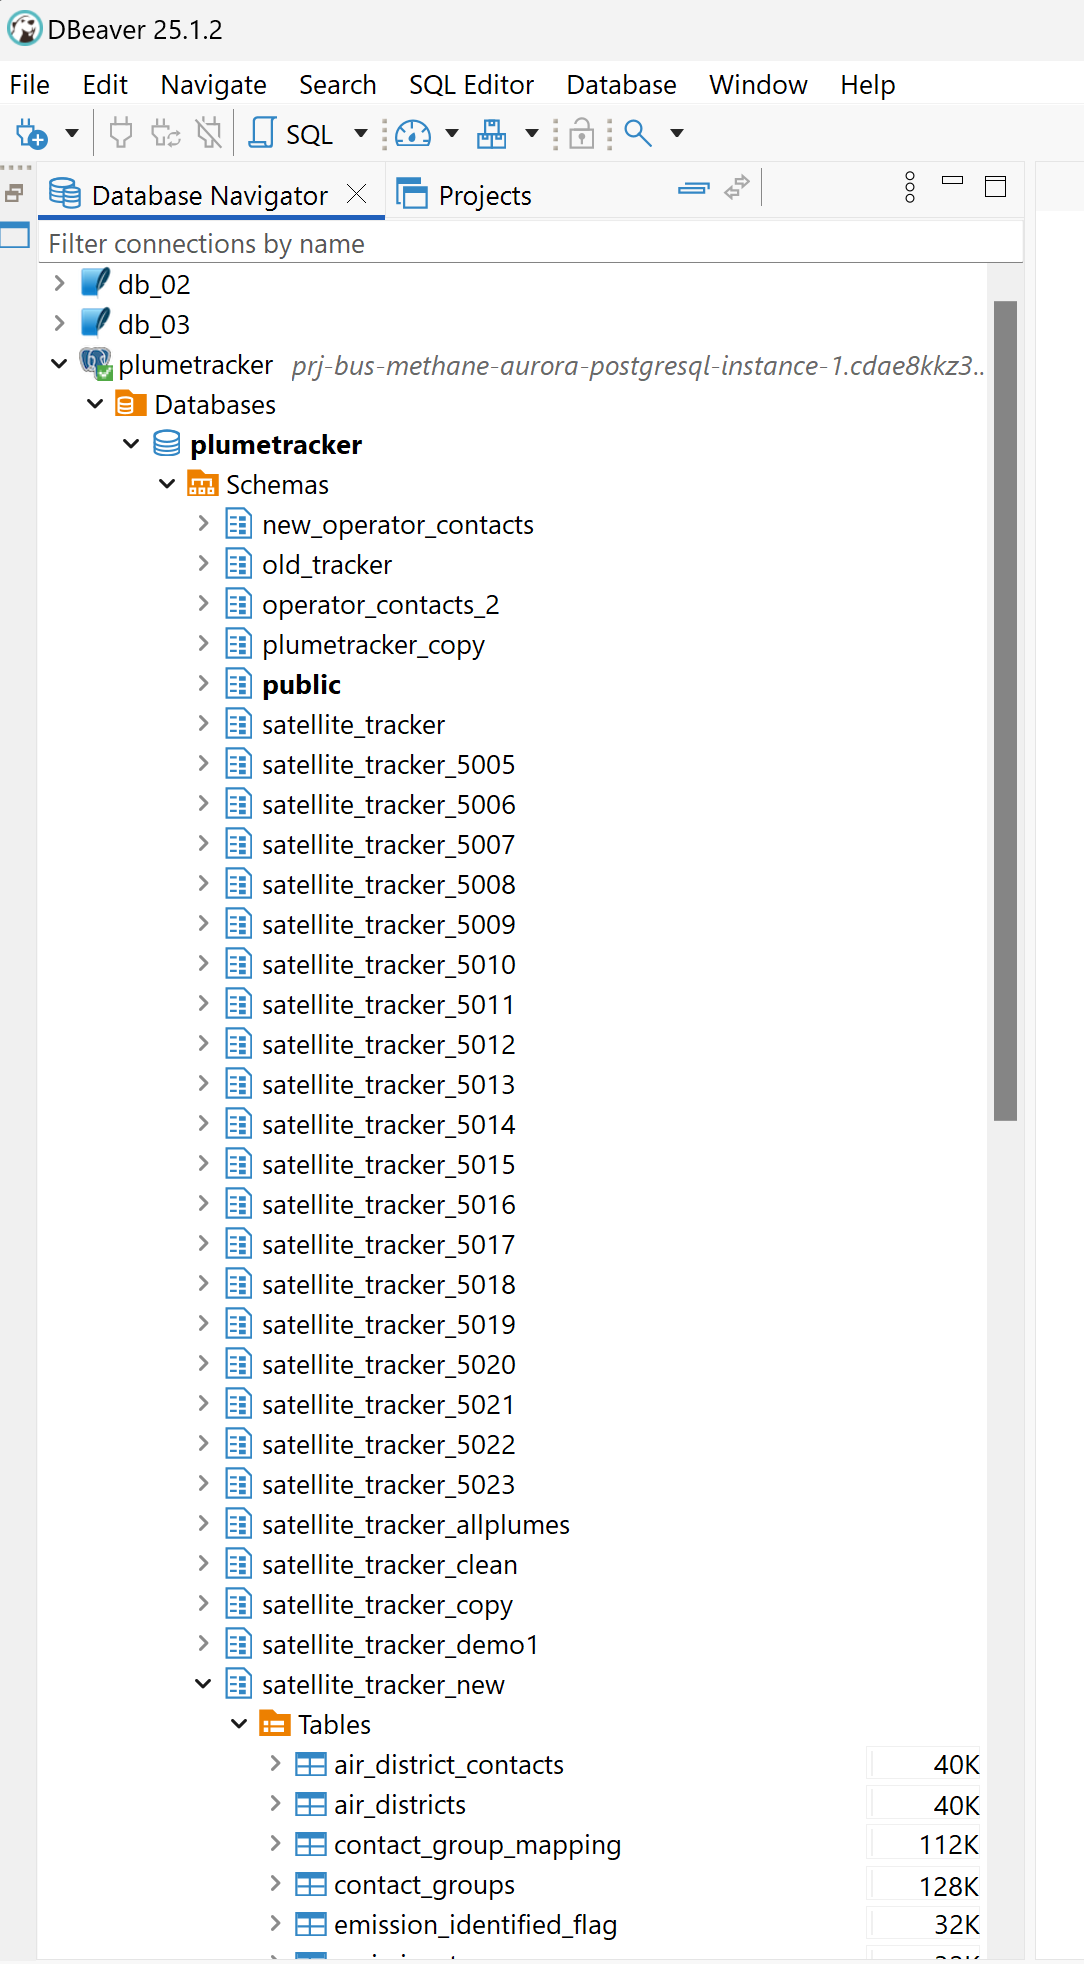 DBeaver 25.1.2
File Edit Navigate Search SQL Editor Database Window Help
SQL
Database Navigator Projects
Filter connections by name
db_02
db_03
plumetracker prj-bus-methane-aurora-postgresql-instance-1.cdae8kkz3..
Databases
plumetracker
Schemas
new_operator_contacts
old_tracker
operator_contacts_2
plumetracker_copy
public
satellite_tracker
satellite_tracker_5005
satellite_tracker_5006
satellite_tracker_5007
satellite_tracker_5008
satellite_tracker_5009
satellite_tracker_5010
satellite_tracker_5011
satellite_tracker_5012
satellite_tracker_5013
satellite_tracker_5014
satellite_tracker_5015
satellite_tracker_5016
satellite_tracker_5017
satellite_tracker_5018
satellite_tracker_5019
satellite_tracker_5020
satellite_tracker_5021
satellite_tracker_5022
satellite_tracker_5023
satellite_tracker_allplumes
satellite_tracker_clean
satellite_tracker_copy
satellite_tracker_demo1
satellite_tracker_new
Tables
air_district_contacts 40K
air_districts 40K
contact_group_mapping 112K
contact_groups 128K
emission_identified_flag 32K